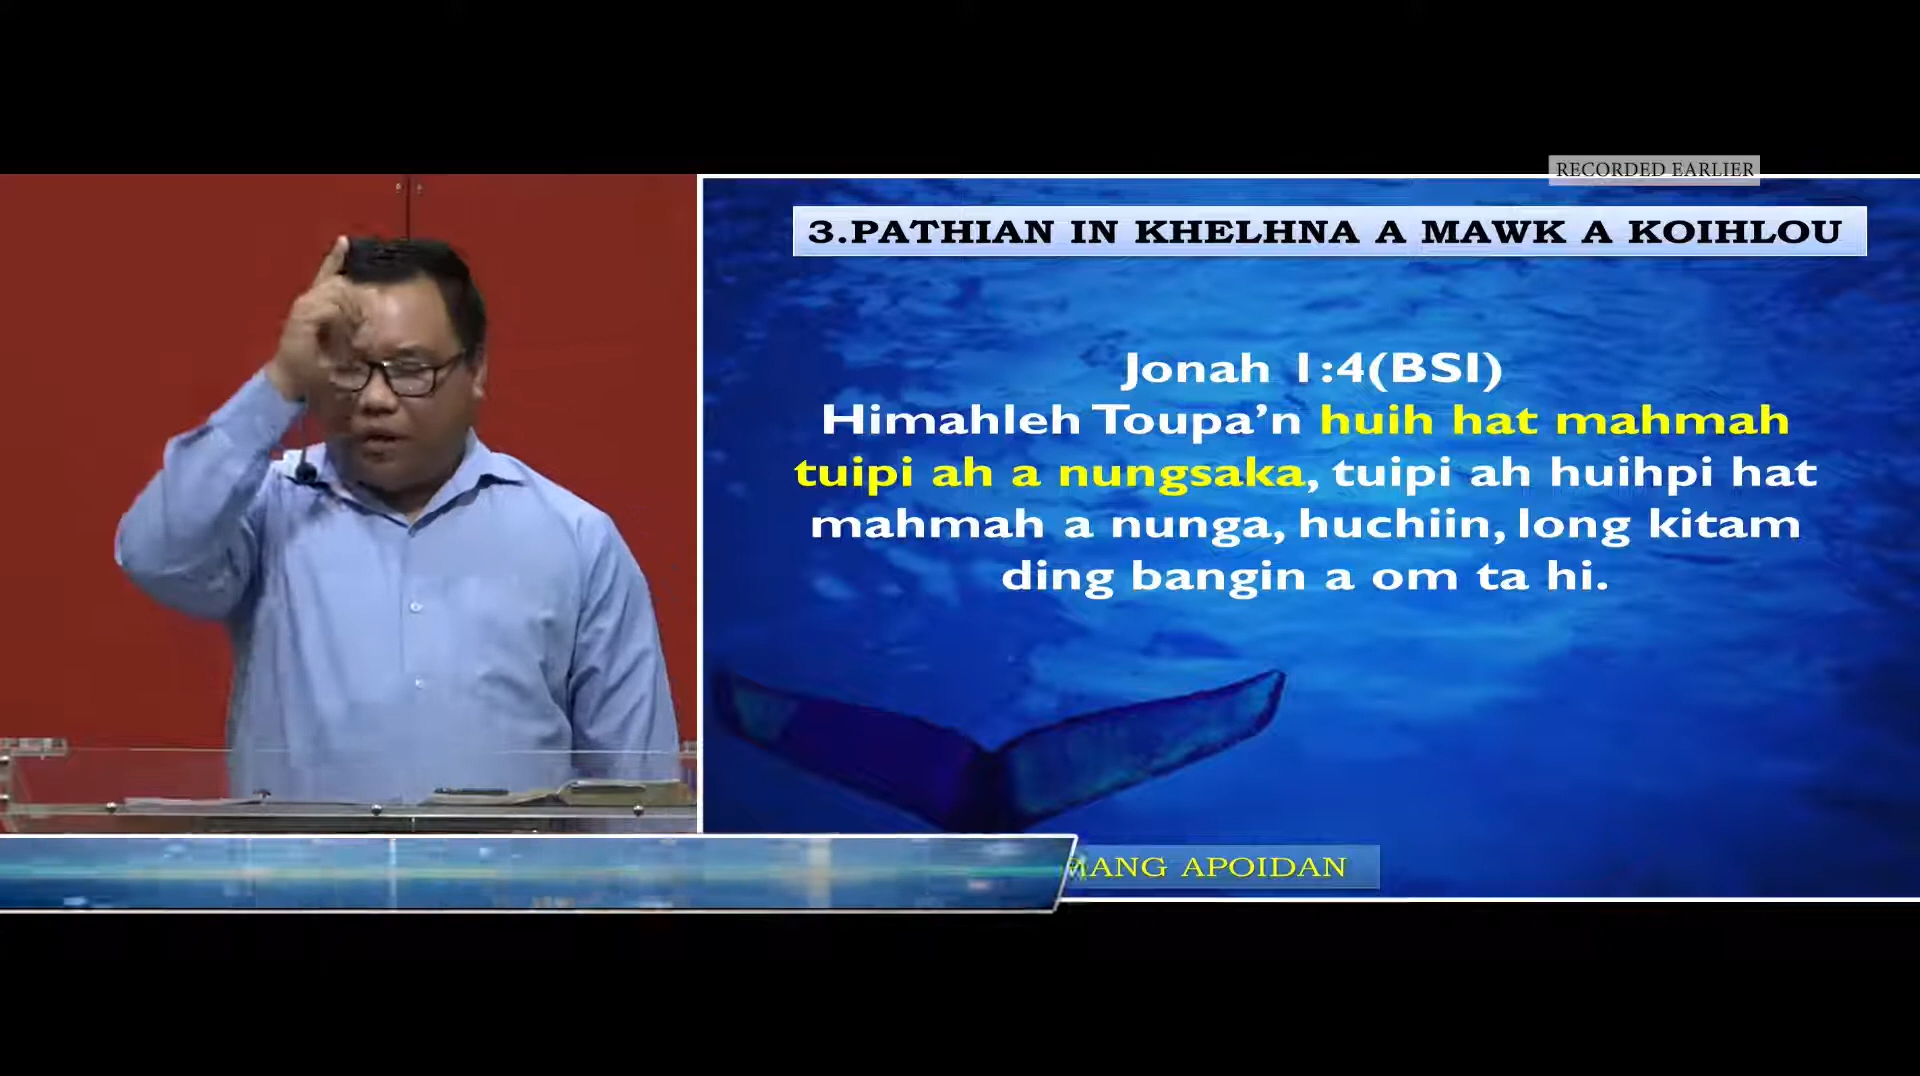 RECORDED EARLIER
3.PATHIAN IN KHELHNA A MAWK A KOIHLOU
Jonah 1:4(BSI)
Himahleh Toupa’n huih hat mahmah
tuipi ah a nungsaka, tuipi ah huihpi hat
mahmah a nunga, huchiin, long kitam
ding bangin a om ta hi.
APOIDAN